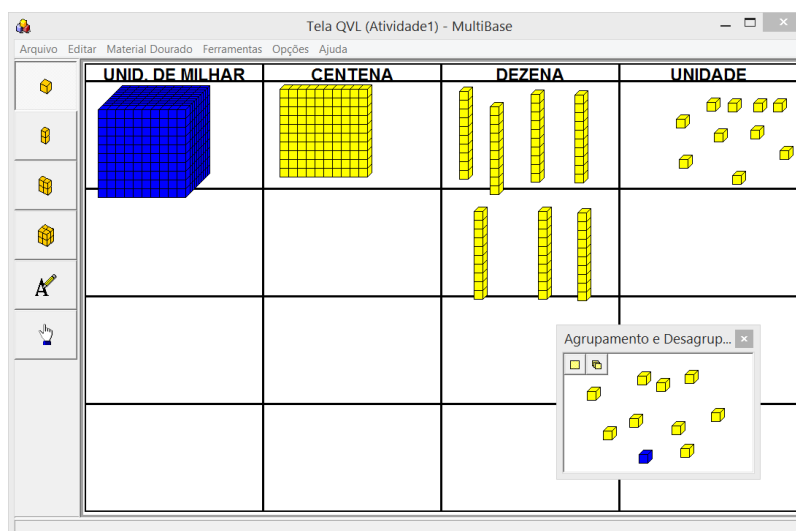 Tela QVL (Atividade1) - MultiBase
Arquivo Editar Material Dourado Ferramentas Opções Ajuda
UNID. DE MILHAR CENTENA DEZENA UNIDADE
A
Agrupamento e Desagrup...